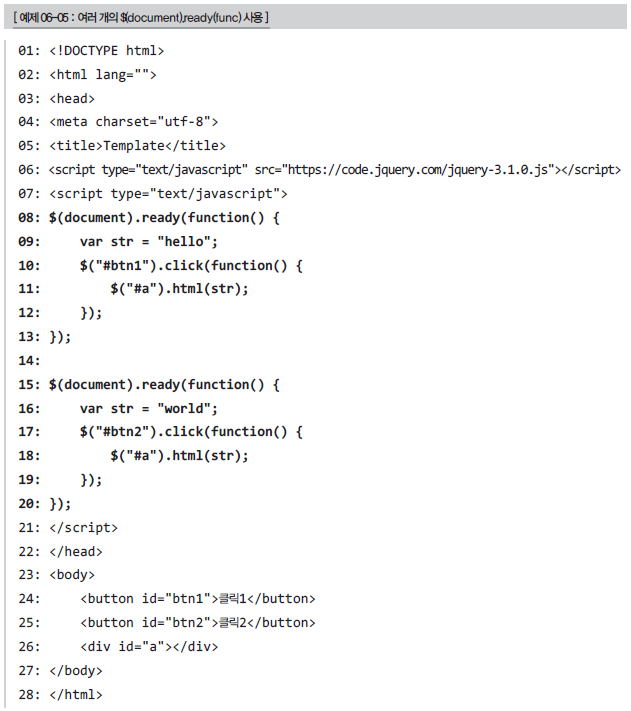 [ 예제 06-05 : 여러 개의 $(document).ready(func) 사용 ]
01: <!DOCTYPE html>
02: <html lang="">
03: <head>
04: <meta charset="utf-8">
05: <title>Template</title>
06: <script type="text/javascript" src="https://code.jquery.com/jquery-3.1.0.js"></script>
07: <script type="text/javascript">
08: $(document).ready(function() {
09:     var str = "hello";
10:     $("#btn1").click(function() {
11:         $("#a").html(str);
12:     });
13: });
14:
15: $(document).ready(function() {
16:     var str = "world";
17:     $("#btn2").click(function() {
18:         $("#a").html(str);
19:     });
20: });
21: </script>
22: </head>
23: <body>
24:     <button id="btn1">클릭1</button>
25:     <button id="btn2">클릭2</button>
26:     <div id="a"></div>
27: </body>
28: </html>